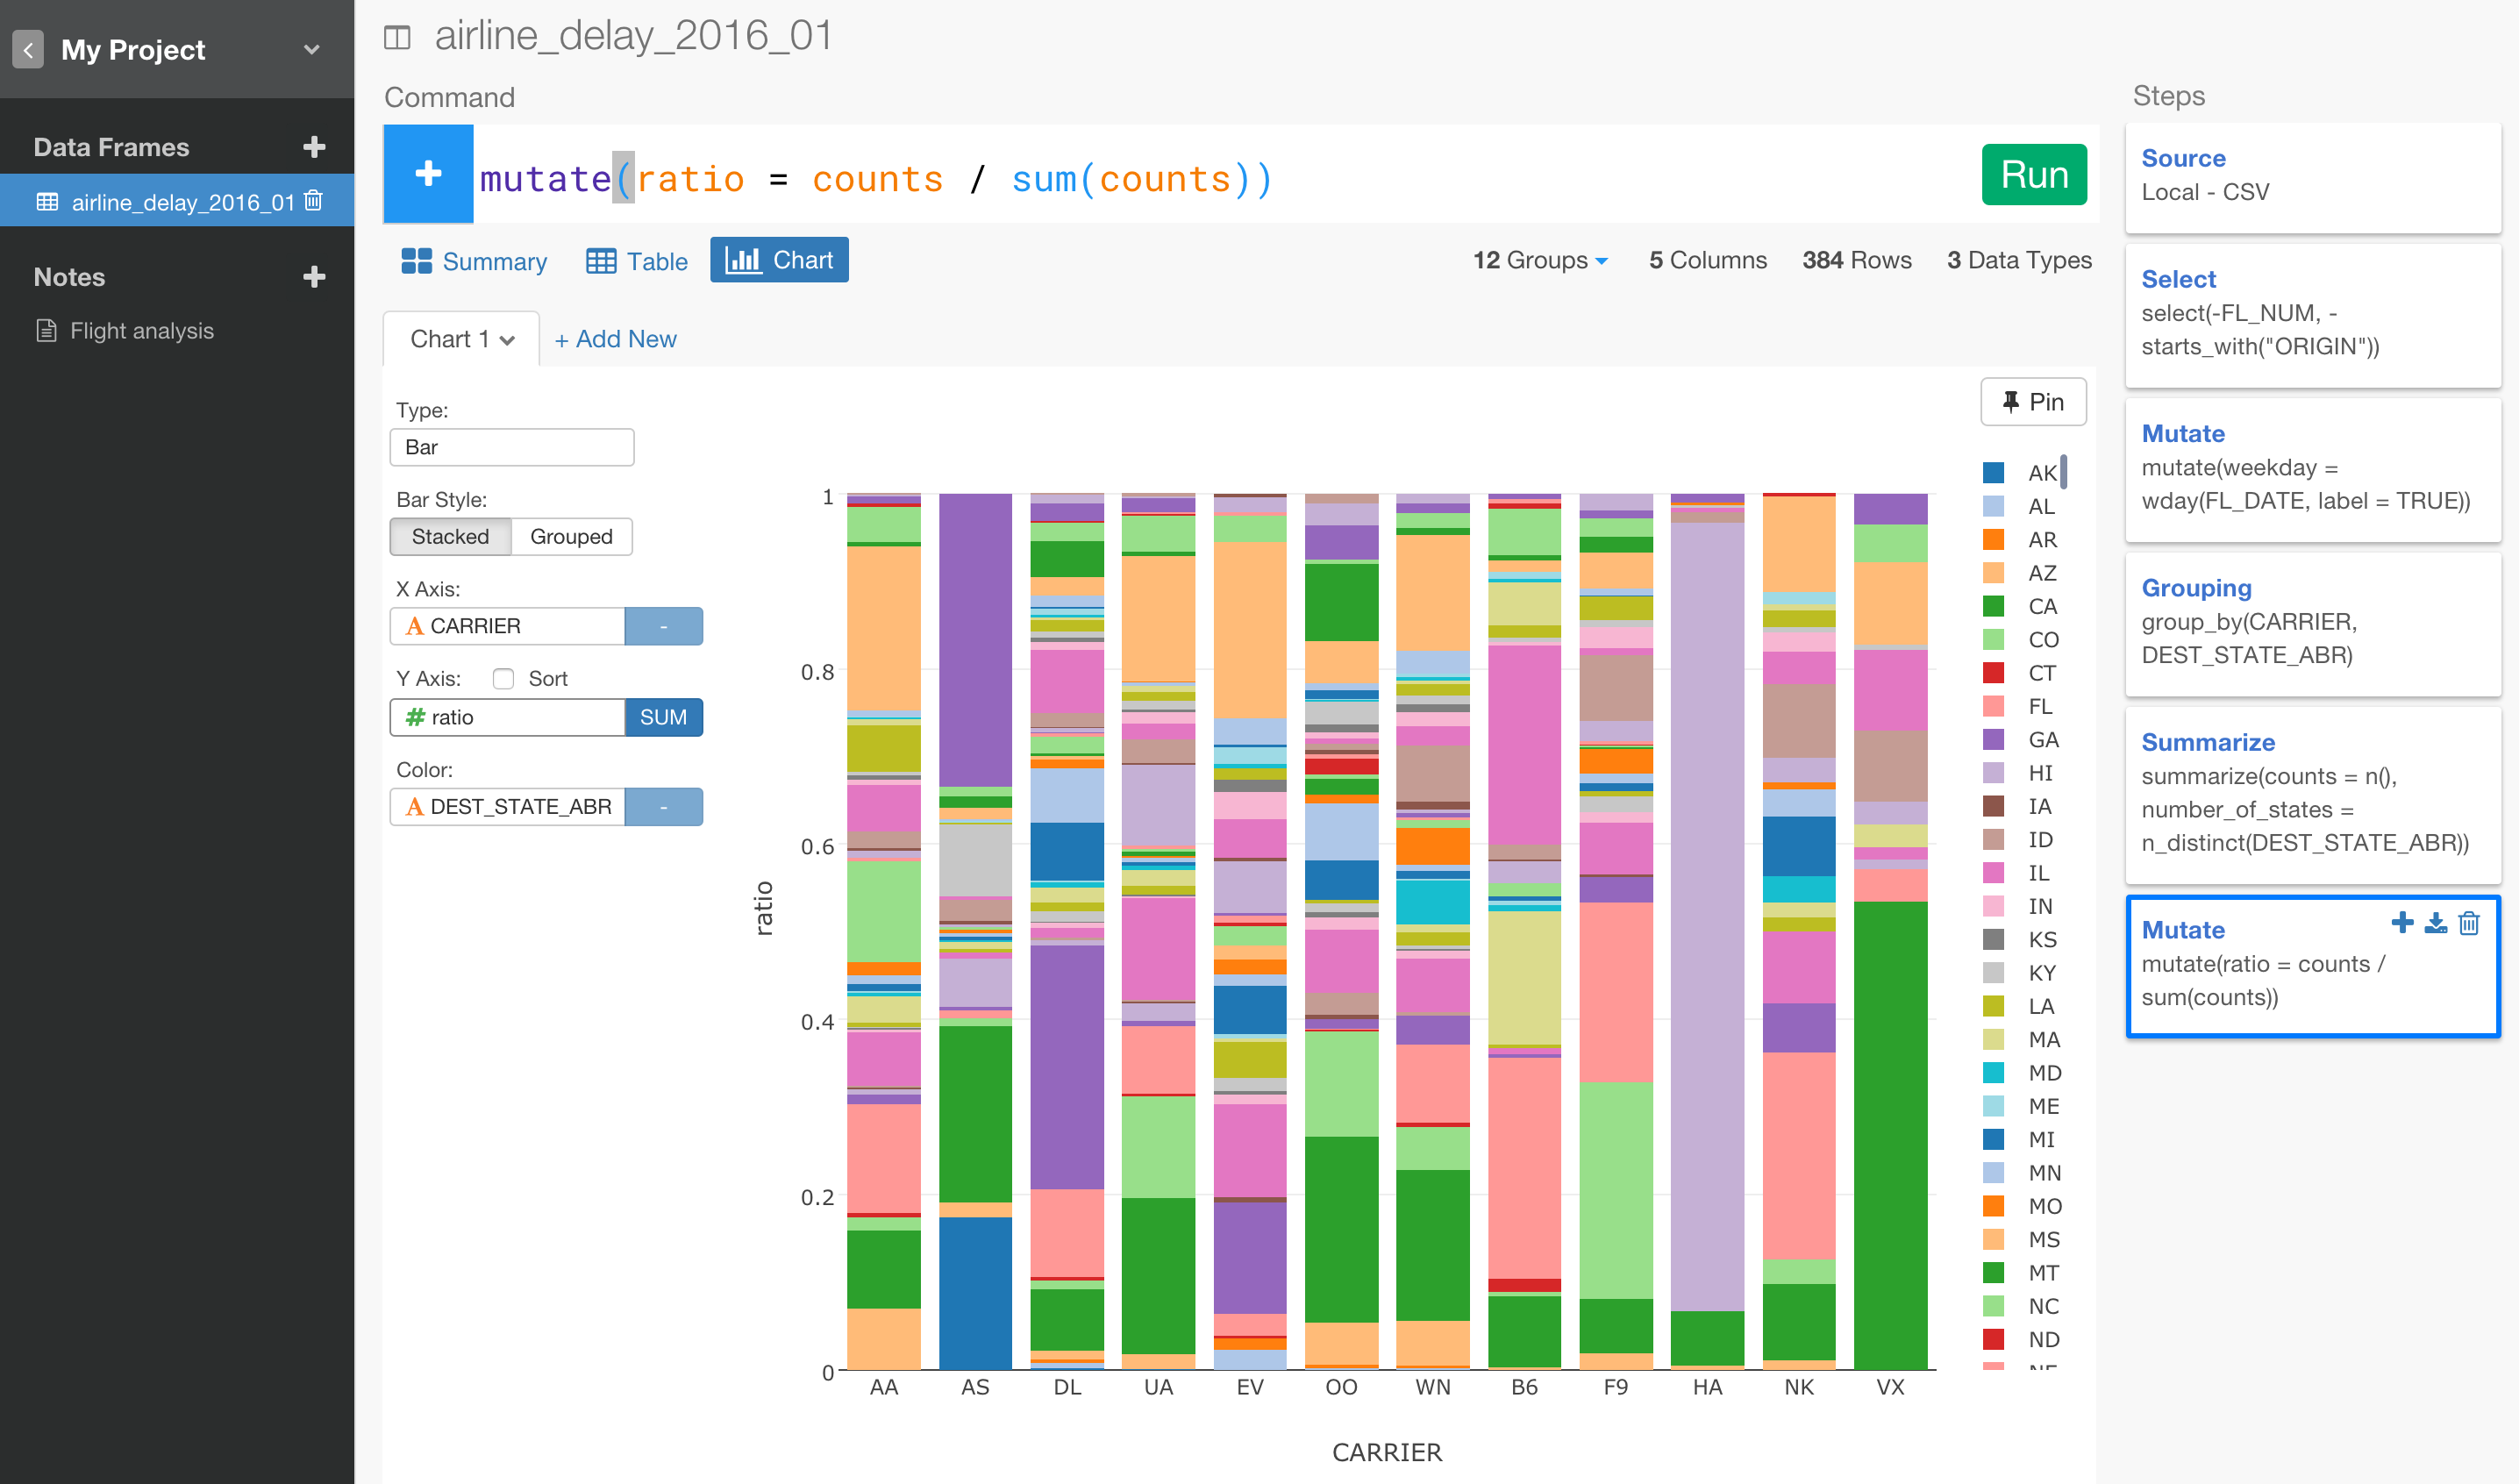 My Project
Data Frames
airline_delay_2016_01
Notes
Flight analysis
airline_delay_2016_01
Command
mutate(ratio = counts / sum(counts))
Run
Summary
Table
Chart
12 Groups
5 Columns
384 Rows
3 Data Types
Chart 1
+ Add New
Type:
Bar
Bar Style:
Stacked
Grouped
X Axis:
A CARRIER
-
Y Axis:
Sort
# ratio
SUM
Color:
A DEST_STATE_ABR
-
Pin
ratio
1
0.8
0.6
0.4
0.2
0
AA
AS
DL
UA
EV
OO
WN
B6
F9
HA
NK
VX
CARRIER
AK
AL
AR
AZ
CA
CO
CT
FL
GA
HI
IA
ID
IL
IN
KS
KY
LA
MA
MD
ME
MI
MN
MO
MS
MT
NC
ND
Steps
Source
Local - CSV
Select
select(-FL_NUM, -
starts_with("ORIGIN"))
Mutate
mutate(weekday =
wday(FL_DATE, label = TRUE))
Grouping
group_by(CARRIER,
DEST_STATE_ABR)
Summarize
summarize(counts = n(),
number_of_states =
n_distinct(DEST_STATE_ABR))
Mutate
mutate(ratio = counts /
sum(counts))